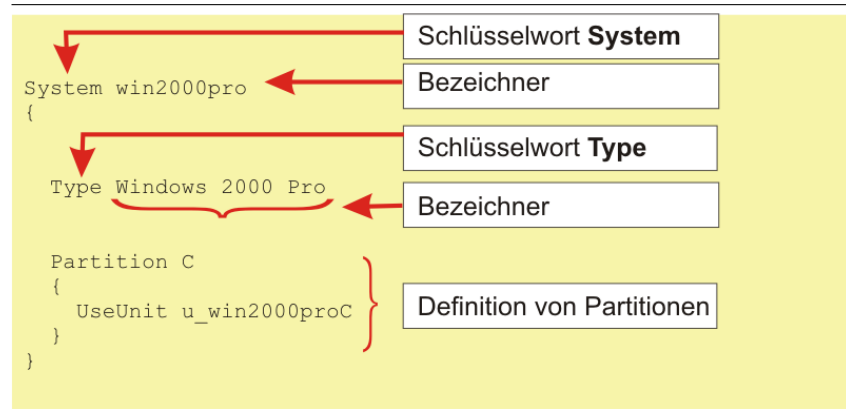 Schlüsselwort System
System win2000pro
Bezeichner
{
Schlüsselwort Type
Type Windows 2000 Pro
Bezeichner
Partition C
{
UseUnit u_win2000proC
Definition von Partitionen
}
}